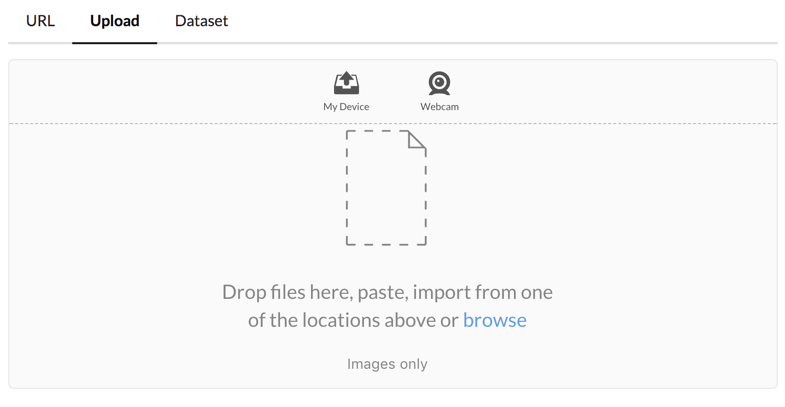 URL Upload Dataset
My Device Webcam
Drop files here, paste, import from one
of the locations above or browse
Images only